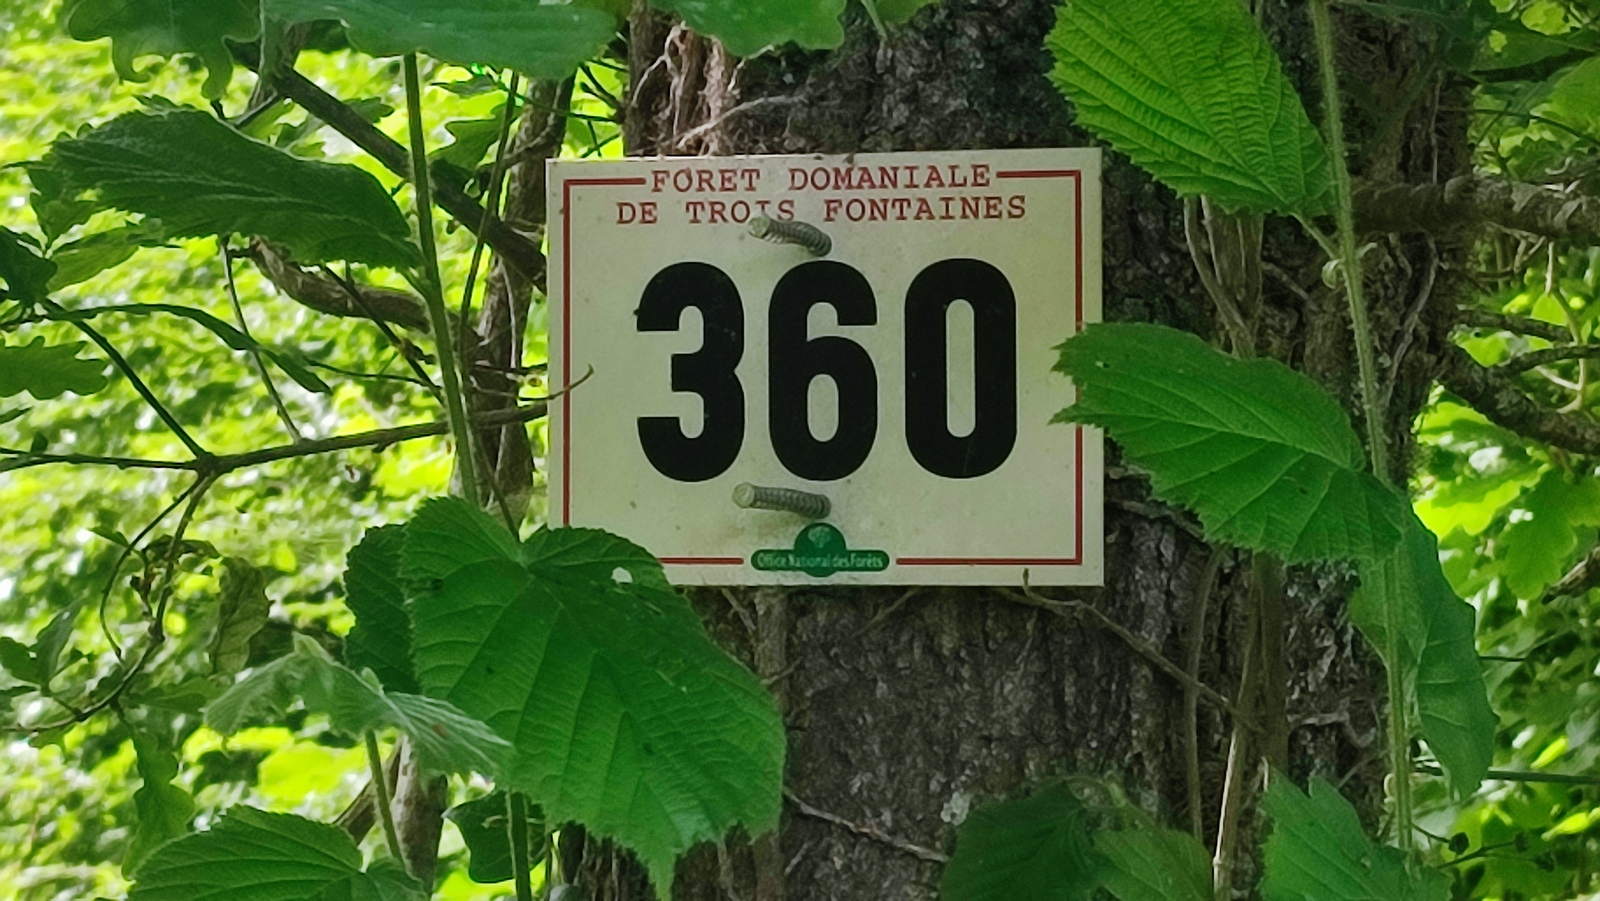 FORET DOMANIALE
DE TROIS FONTAINES
360
Office National des Forêts